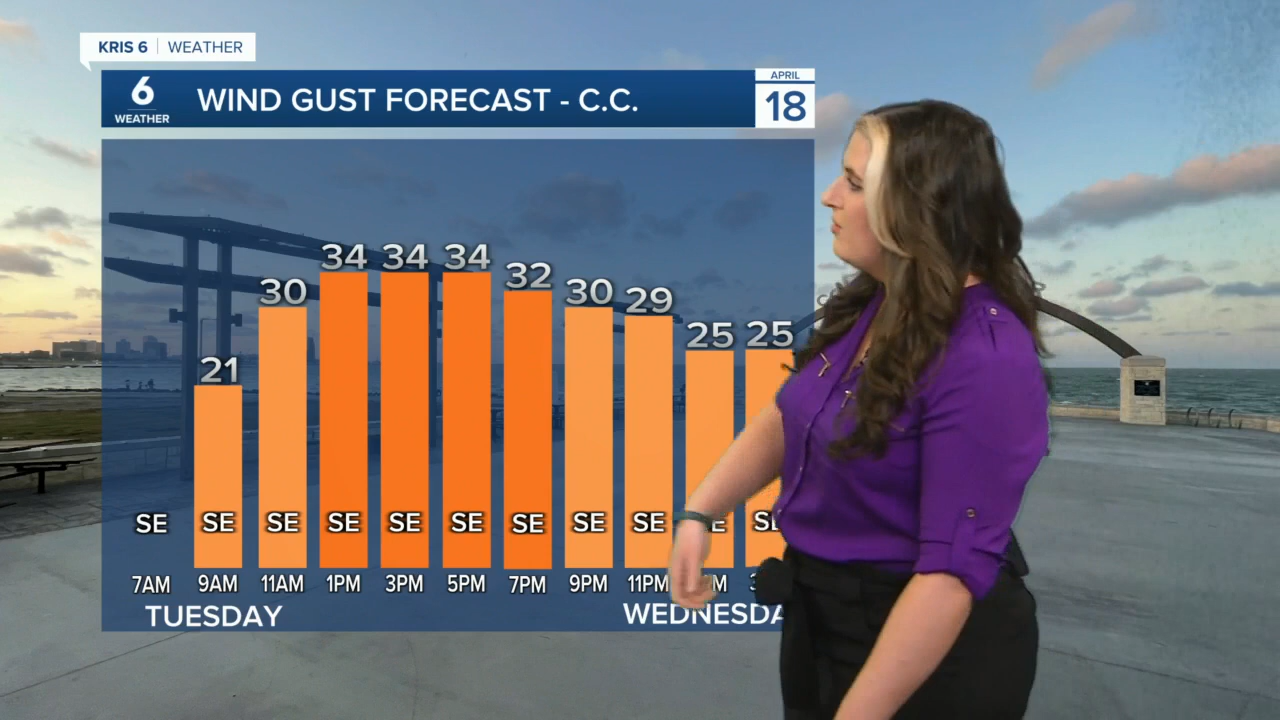 KRIS 6 WEATHER
6
WEATHER
WIND GUST FORECAST - C.C.
APRIL
18
21 30 34 34 34 32 30 29 25 25
SE SE SE SE SE SE SE SE SE
7AM 9AM 11AM 1PM 3PM 5PM 7PM 9PM 11PM
TUESDAY